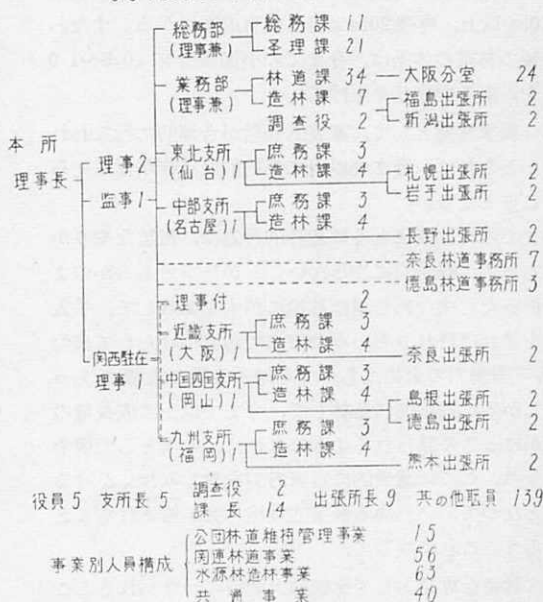 総務部 総務課 11
(理事兼) 圣理課 21
業務部 林道課 34 大阪分室 24
(理事兼) 造林課 7 福島出張所 2
調査役 2 新潟出張所 2
本所
理事長 理事2 監事1
東北支所 庶務課 3
(仙台)1 造林課 4 札幌出張所 2
岩手出張所 2
中部支所 庶務課 3
(名古屋)1 造林課 4
長野出張所 2
奈良林道事務所 7
徳島林道事務所 3
関西駐在理事
理事付 2
近畿支所 庶務課 3
(大阪)1 造林課 4 奈良出張所 2
中国四国支所 庶務課 3
(岡山)1 造林課 4 島根出張所 2
徳島出張所 2
九州支所 庶務課 3
(福岡)1 造林課 4 熊本出張所 2
役員5 支所長5 調査役 2 課長 14 出張所長9 其の他職員 139
事業別人員構成
公団林道維持管理事業 15
関連林道事業 56
水源林造林事業 63
共通事業 40